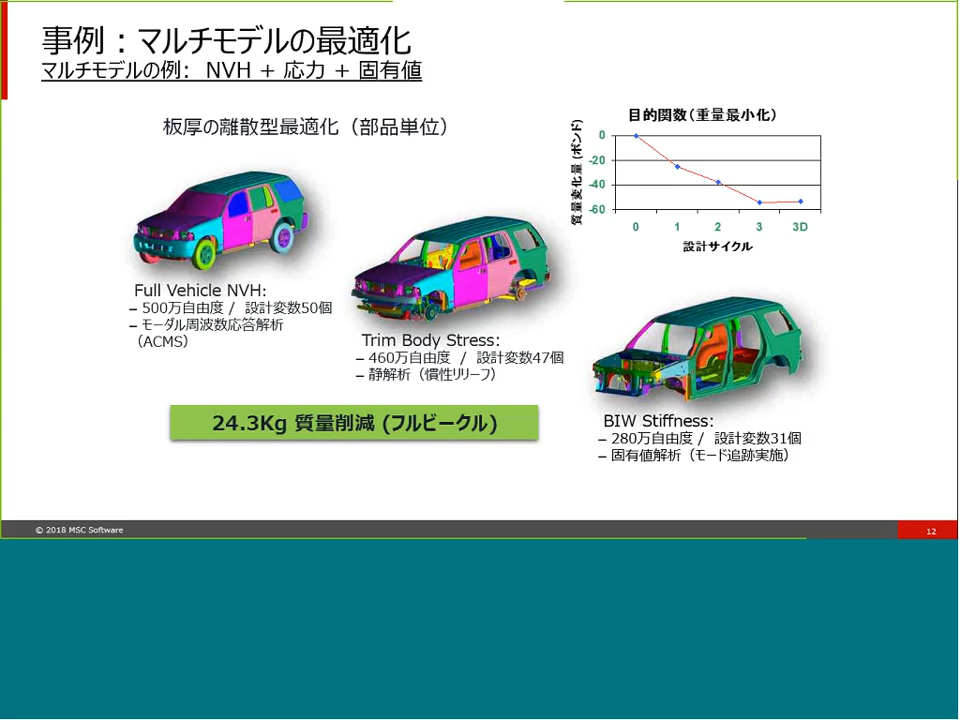 事例：マルチモデルの最適化
マルチモデルの例： NVH + 応力 + 固有値
板厚の離散型最適化（部品単位）
目的関数（重量最小化）
質量変化量 (ポンド)
0
-20
-40
-60
0 1 2 3 3D
設計サイクル
Full Vehicle NVH:
– 500万自由度 / 設計変数50個
– モーダル周波数応答解析
（ACMS）
Trim Body Stress:
– 460万自由度 / 設計変数47個
– 静解析（慣性リリーフ）
BIW Stiffness:
– 280万自由度 / 設計変数31個
– 固有値解析（モード追跡実施）
24.3Kg 質量削減 (フルビークル)
© 2018 MSC Software
12